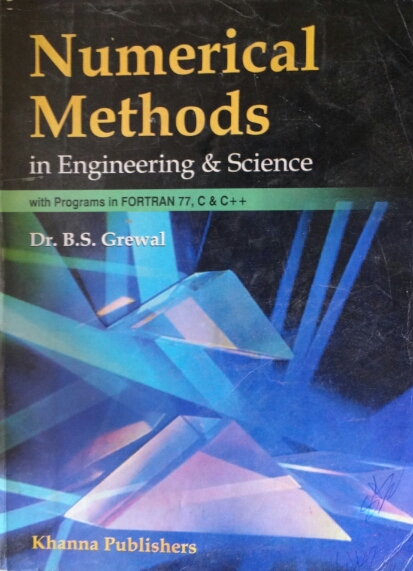 Numerical
Methods
in Engineering & Science
with Programs in FORTRAN 77, C & C++
Dr. B.S. Grewal
Khanna Publishers